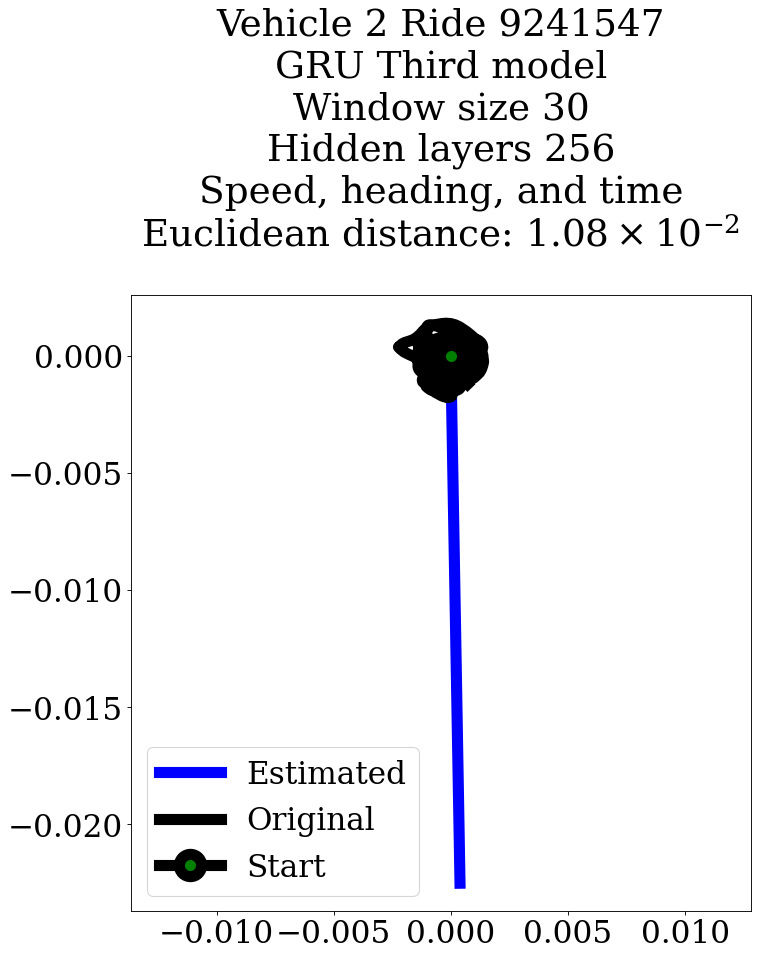 Vehicle 2 Ride 9241547
GRU Third model
Window size 30
Hidden layers 256
Speed, heading, and time
Euclidean distance: 1.08 × 10⁻²
0.000
−0.005
−0.010
−0.015
−0.020
Estimated
Original
Start
−0.010 −0.005 0.000 0.005 0.010